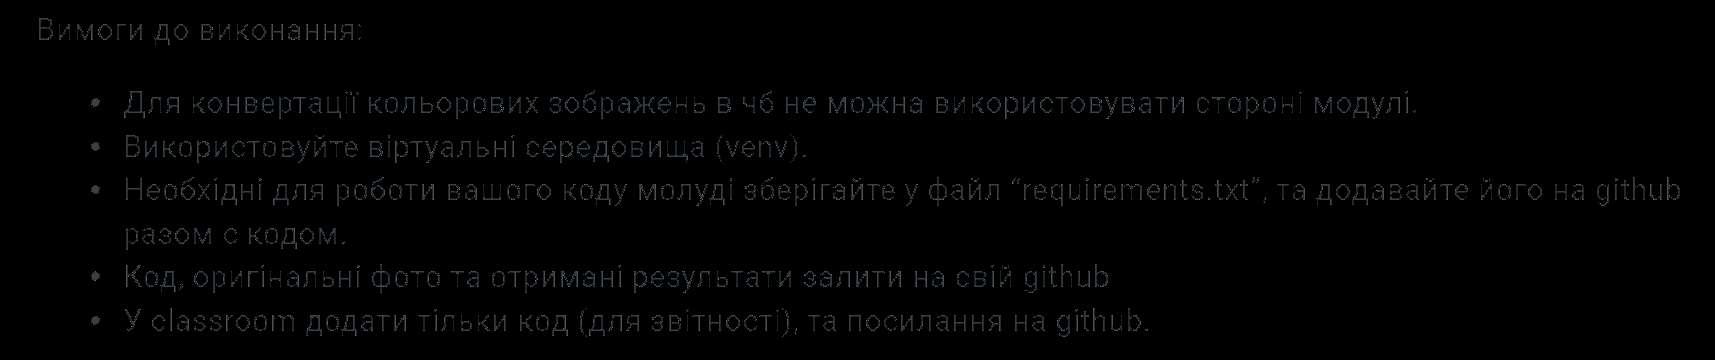 Вимоги до виконання:
• Для конвертації кольорових зображень в чб не можна використовувати стороні модулі.
• Використовуйте віртуальні середовища (venv).
• Необхідні для роботи вашого коду молуді зберігайте у файл “requirements.txt”, та додавайте його на github
разом с кодом.
• Код, оригінальні фото та отримані результати залити на свій github
• У classroom додати тільки код (для звітності), та посилання на github.